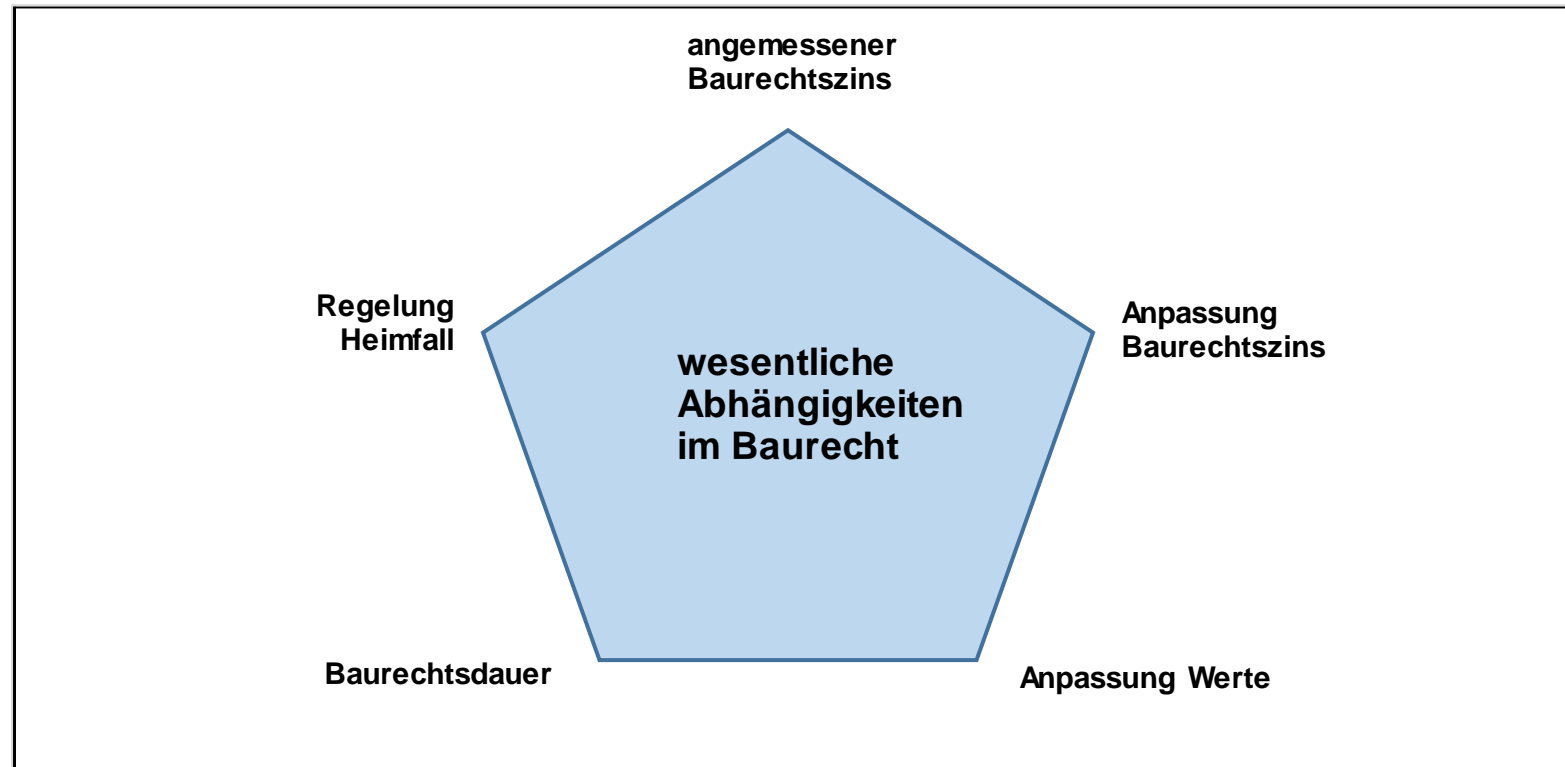 angemessener
Baurechtszins
Regelung
Heimfall
Anpassung
Baurechtszins
wesentliche
Abhängigkeiten
im Baurecht
Baurechtsdauer
Anpassung Werte